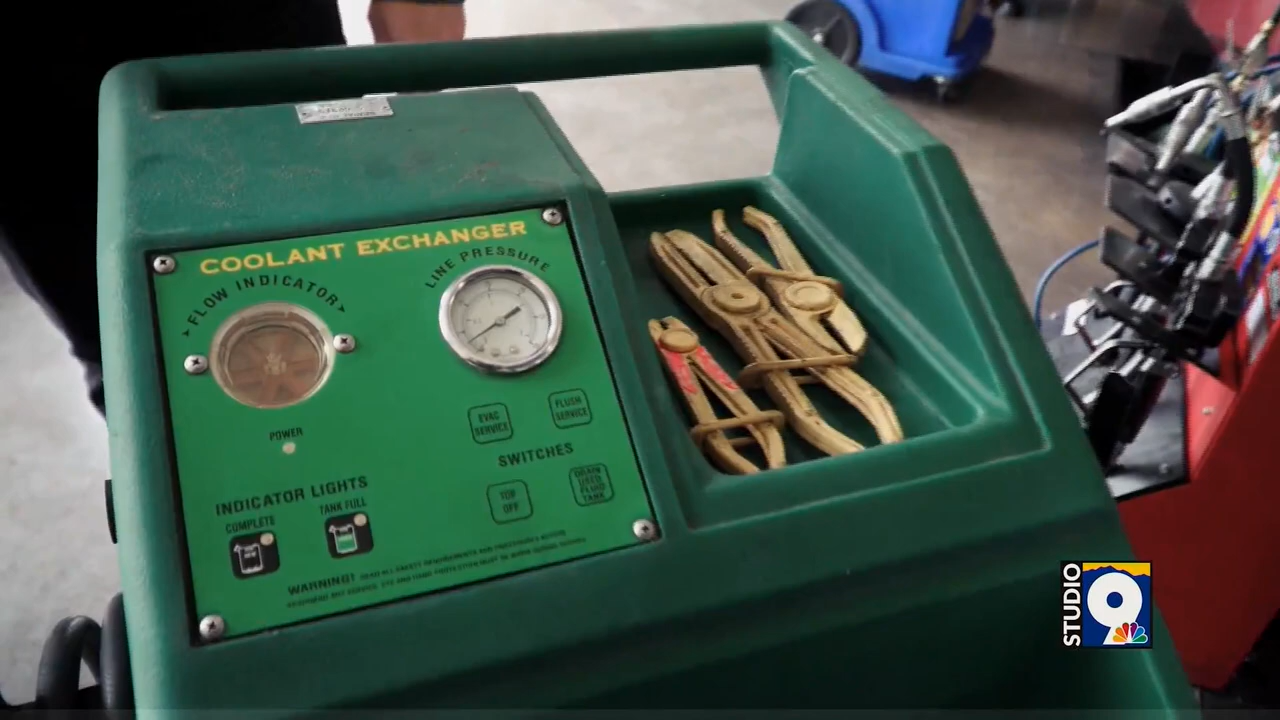 COOLANT EXCHANGER
FLOW INDICATOR
LINE PRESSURE
EVAC
SERVICE
FLUSH
SERVICE
POWER
SWITCHES
INDICATOR LIGHTS
TOP
OFF
DRAIN
USED
FLUID
TANK
COMPLETE
TANK FULL
WARNING!
STUDIO
9